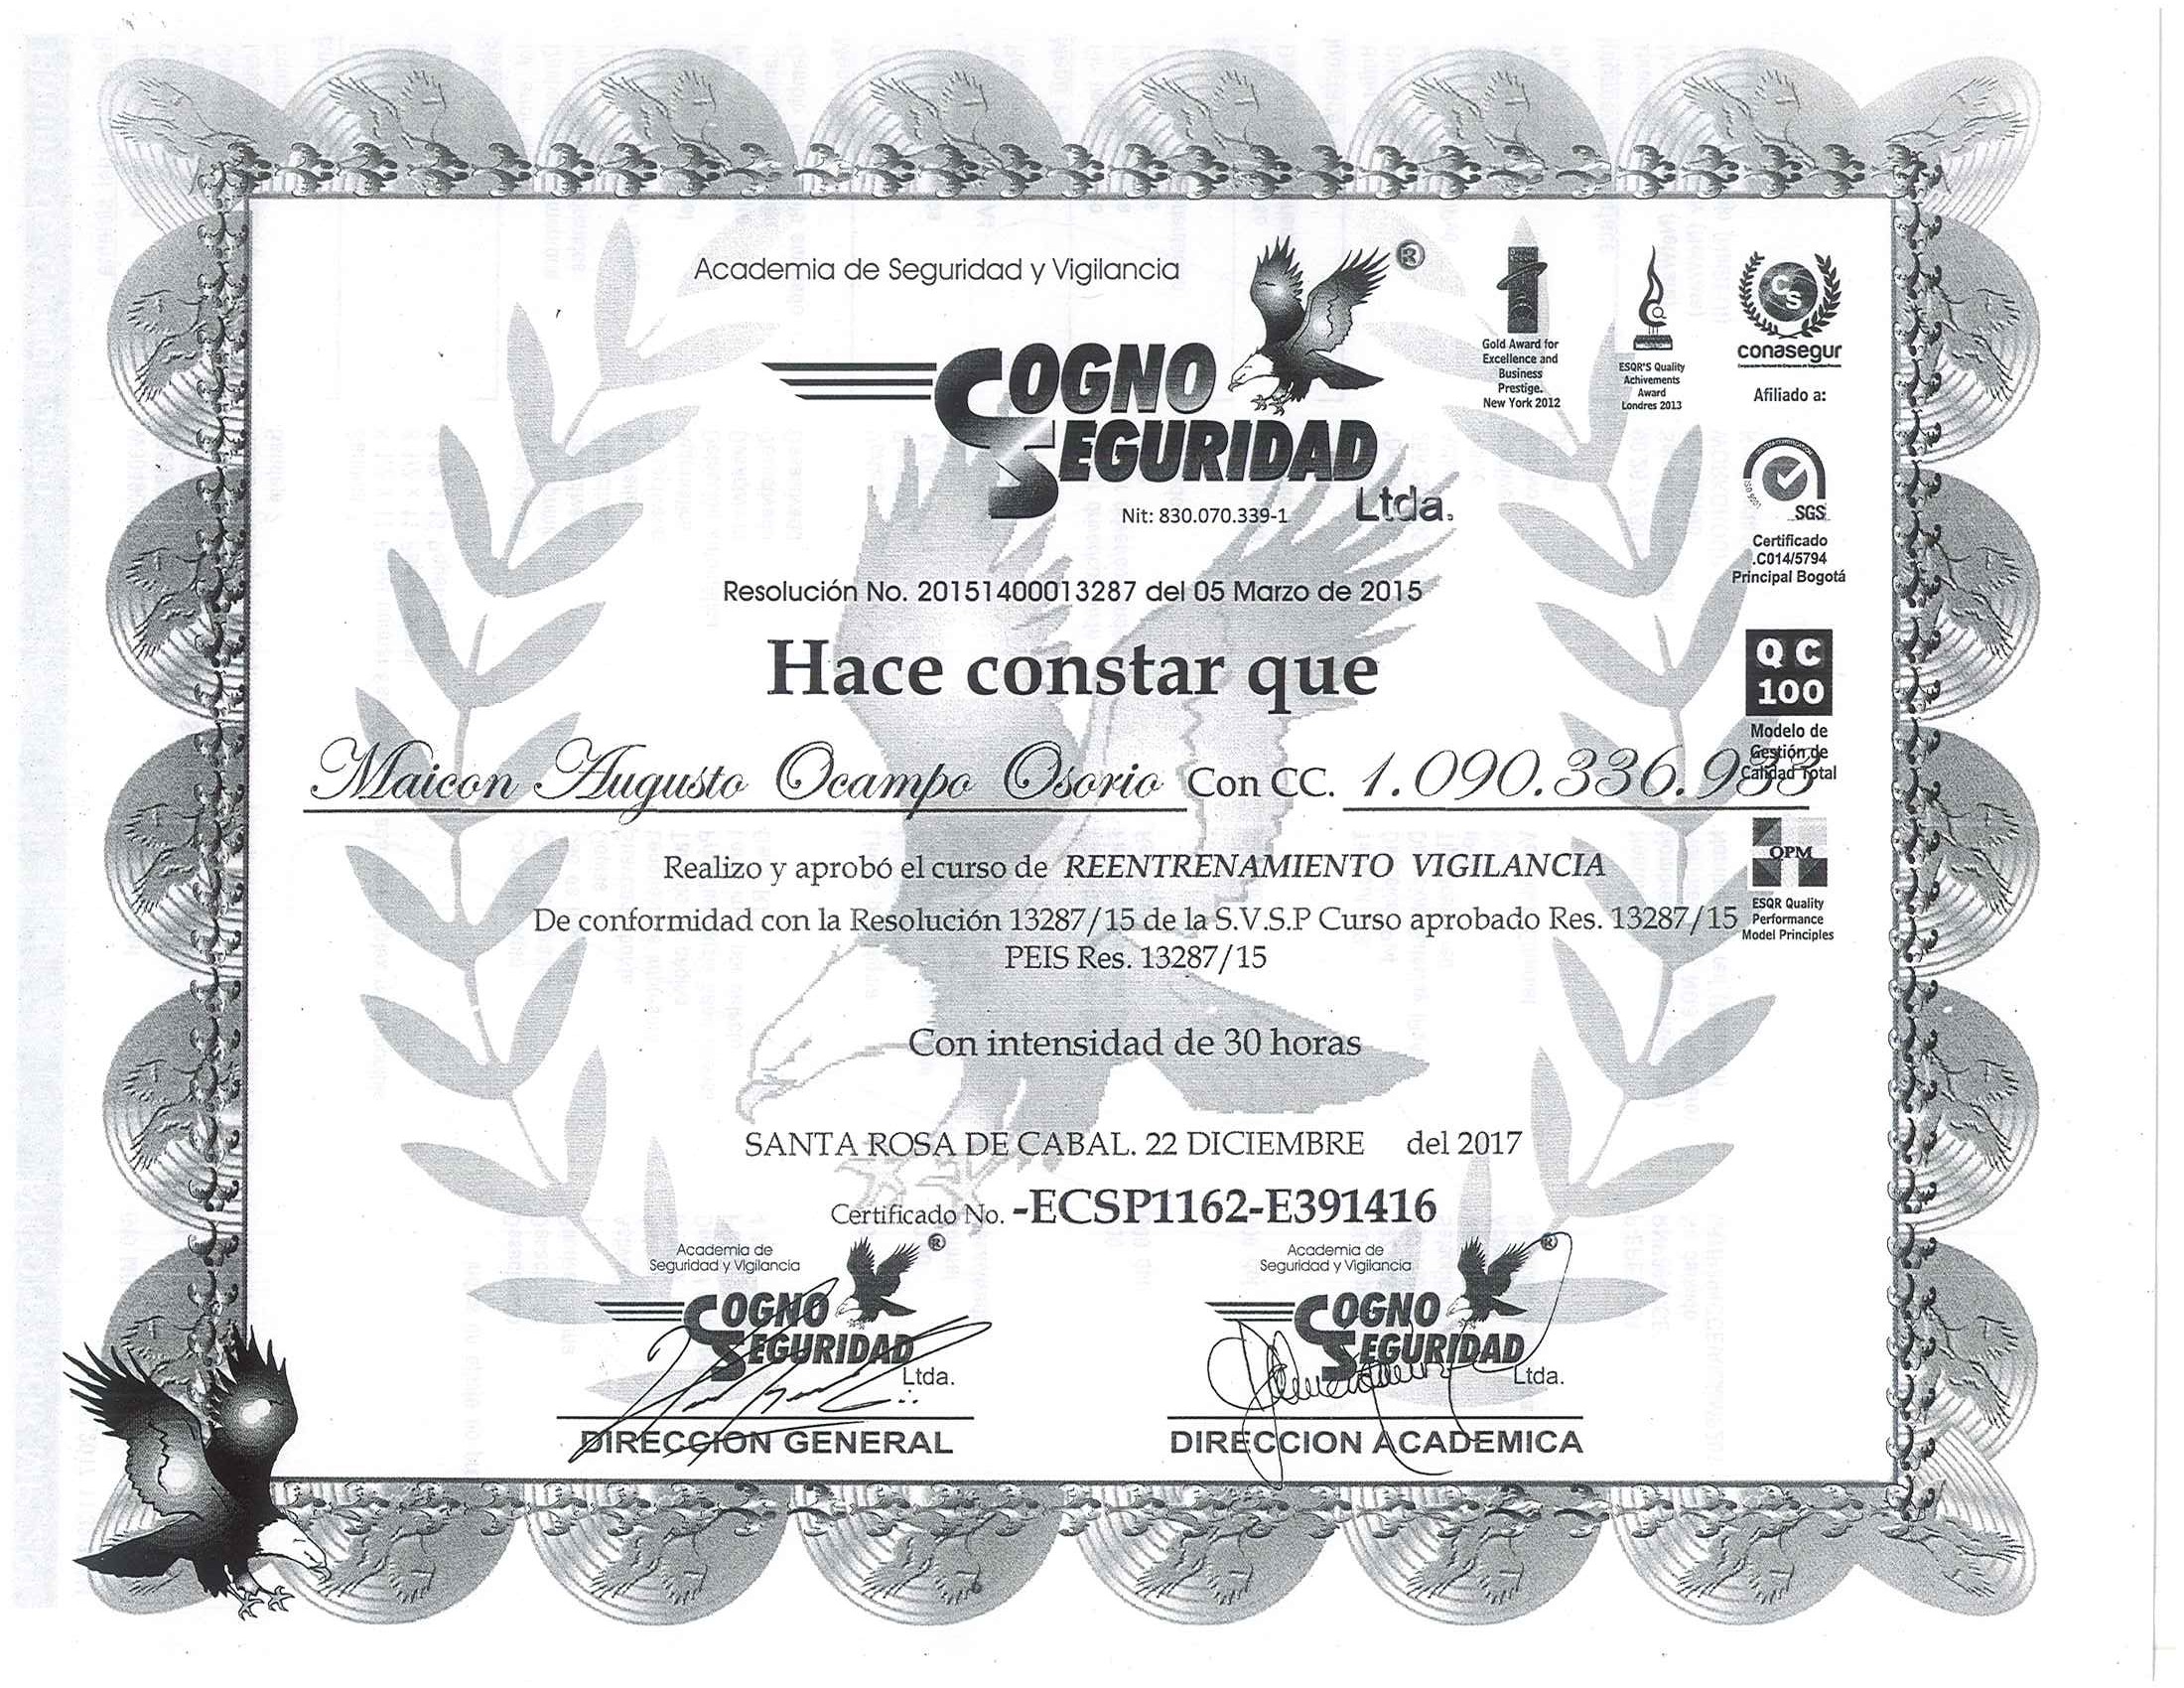 Academia de Seguridad y Vigilancia
®
COGNO
SEGURIDAD
Ltda.
Nit: 830.070.339-1
Gold Award for
Excellence and
Business
Prestige.
New York 2012
ESQR'S Quality
Achivements
Award
Londres 2013
CS
conasegur
Afiliado a:
SGS
Certificado
.C014/5794
Principal Bogotá
Resolución No. 20151400013287 del 05 Marzo de 2015
Hace constar que
QC
100
Modelo de
Gestión de
Calidad Total
Maicon Augusto Ocampo Osorio Con CC. 1.090.336.933
Realizo y aprobó el curso de REENTRENAMIENTO VIGILANCIA
QPM
ESQR Quality
Performance
Model Principles
De conformidad con la Resolución 13287/15 de la S.V.S.P Curso aprobado Res. 13287/15
PEIS Res. 13287/15
Con intensidad de 30 horas
SANTA ROSA DE CABAL. 22 DICIEMBRE del 2017
Certificado No. -ECSP1162-E391416
Academia de
Seguridad y Vigilancia
®
COGNO
SEGURIDAD
Ltda.
DIRECCION GENERAL
Academia de
Seguridad y Vigilancia
®
COGNO
SEGURIDAD
Ltda.
DIRECCION ACADEMICA